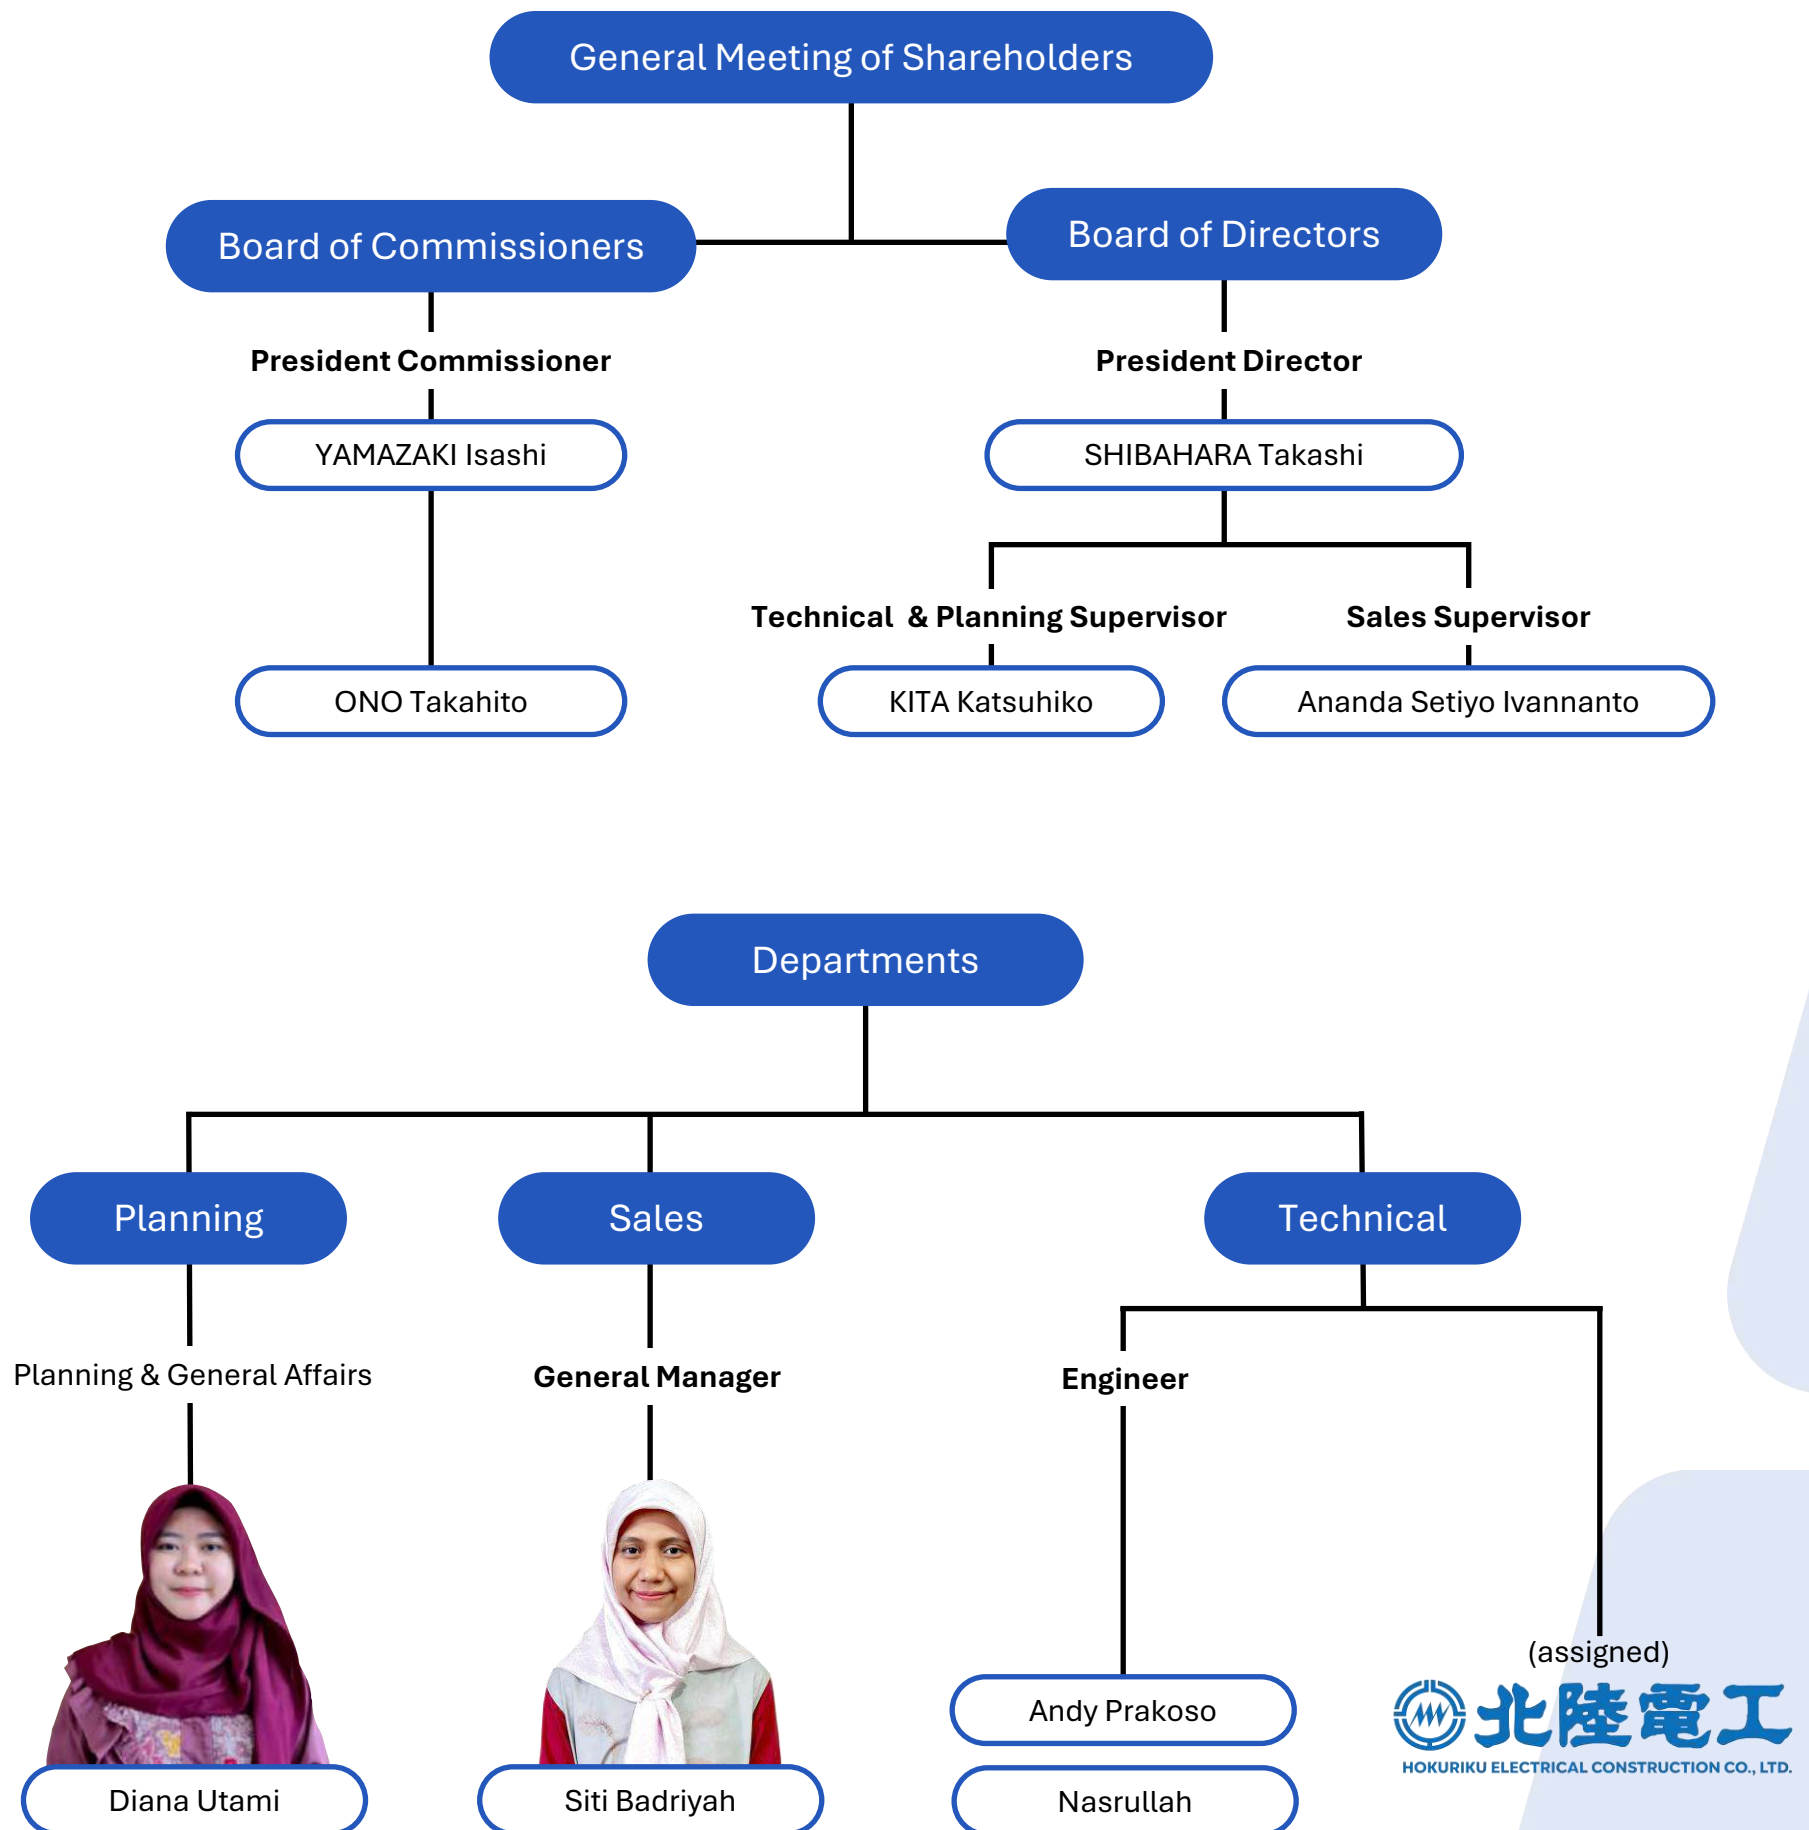 General Meeting of Shareholders
Board of Commissioners
Board of Directors
President Commissioner
President Director
YAMAZAKI Isashi
SHIBAHARA Takashi
Technical & Planning Supervisor
Sales Supervisor
ONO Takahito
KITA Katsuhiko
Ananda Setiyo Ivannanto
Departments
Planning
Sales
Technical
Planning & General Affairs
General Manager
Engineer
(assigned)
Andy Prakoso
北陸電工
HOKURIKU ELECTRICAL CONSTRUCTION CO., LTD.
Diana Utami
Siti Badriyah
Nasrullah